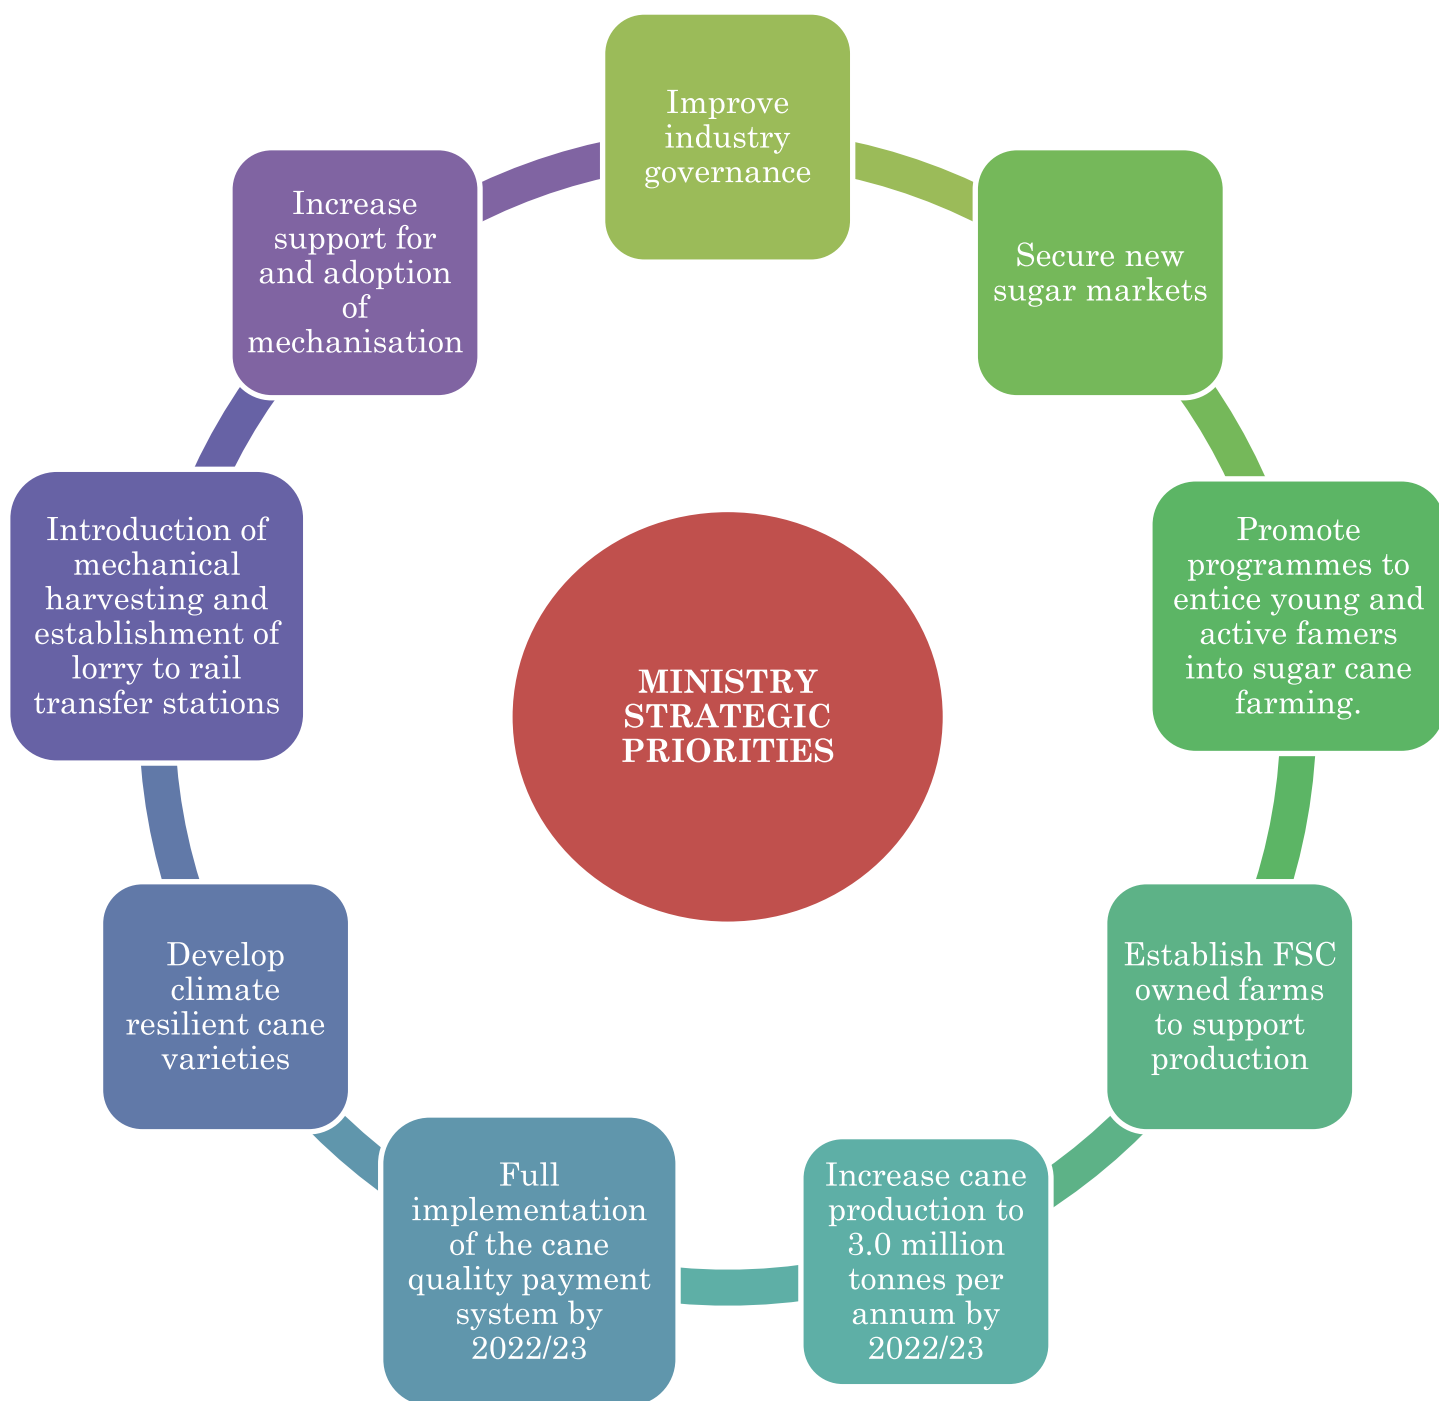 Improve
industry
governance
Secure new
sugar markets
Promote
programmes to
entice young and
active famers
into sugar cane
farming.
Establish FSC
owned farms
to support
production
Increase cane
production to
3.0 million
tonnes per
annum by
2022/23
Full
implementation
of the cane
quality payment
system by
2022/23
Develop
climate
resilient cane
varieties
Introduction of
mechanical
harvesting and
establishment of
lorry to rail
transfer stations
Increase
support for
and adoption
of
mechanisation
MINISTRY
STRATEGIC
PRIORITIES